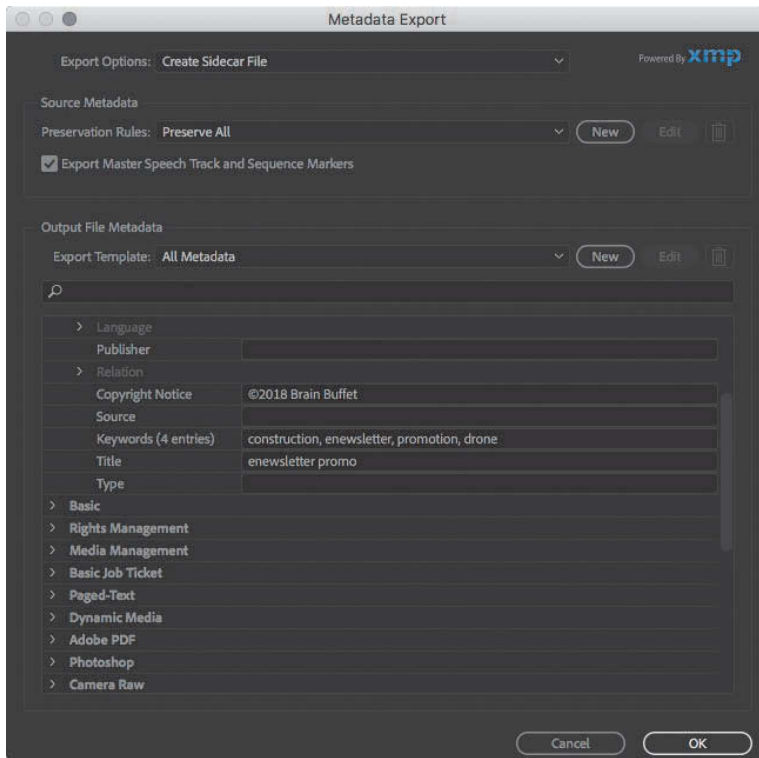 Metadata Export
Export Options: Create Sidecar File
Powered By xmp
Source Metadata
Preservation Rules: Preserve All New Edit
Export Master Speech Track and Sequence Markers
Output File Metadata
Export Template: All Metadata New Edit
Language
Publisher
Relation
Copyright Notice ©2018 Brain Buffet
Source
Keywords (4 entries) construction, enewsletter, promotion, drone
Title enewsletter promo
Type
Basic
Rights Management
Media Management
Basic Job Ticket
Paged-Text
Dynamic Media
Adobe PDF
Photoshop
Camera Raw
Cancel OK